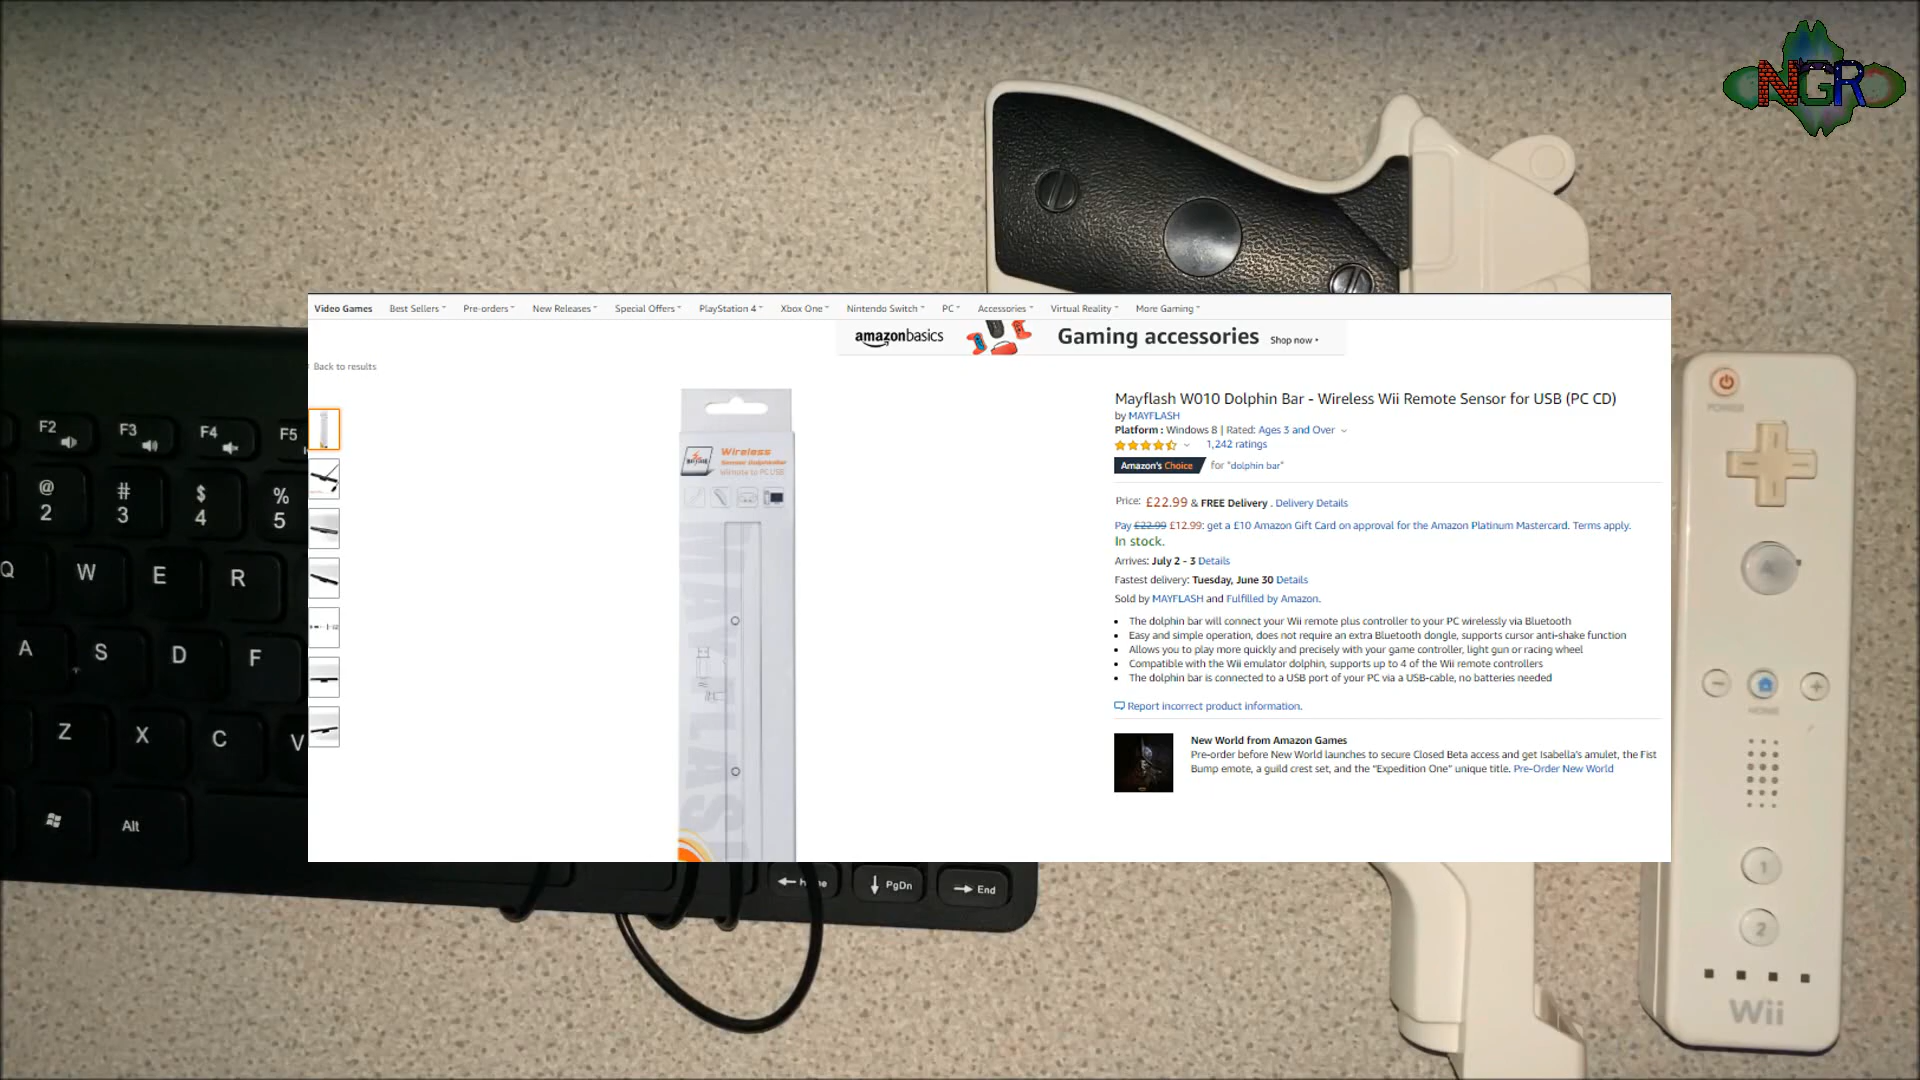 NGR
Video Games Best Sellers Pre-orders New Releases Special Offers PlayStation 4 Xbox One Nintendo Switch PC Accessories Virtual Reality More Gaming
amazonbasics Gaming accessories Shop now
Back to results
Mayflash W010 Dolphin Bar - Wireless Wii Remote Sensor for USB (PC CD)
by MAYFLASH
Platform : Windows 8 | Rated: Ages 3 and Over
1,242 ratings
Amazon's Choice for "dolphin bar"
Price: £22.99 & FREE Delivery . Delivery Details
Pay £22.99 £12.99: get a £10 Amazon Gift Card on approval for the Amazon Platinum Mastercard. Terms apply.
In stock.
Arrives: July 2 - 3 Details
Fastest delivery: Tuesday, June 30 Details
Sold by MAYFLASH and Fulfilled by Amazon.
• The dolphin bar will connect your Wii remote plus controller to your PC wirelessly via Bluetooth
• Easy and simple operation, does not require an extra Bluetooth dongle, supports cursor anti-shake function
• Allows you to play more quickly and precisely with your game controller, light gun or racing wheel
• Compatible with the Wii emulator dolphin, supports up to 4 of the Wii remote controllers
• The dolphin bar is connected to a USB port of your PC via a USB-cable, no batteries needed
Report incorrect product information.
New World from Amazon Games
Pre-order before New World launches to secure Closed Beta access and get Isabella's amulet, the Fist
Bump emote, a guild crest set, and the "Expedition One" unique title. Pre-Order New World
Wireless
Sensor DolphinBar
Wiimote to PC USB
MAYFLASH
F2 F3 F4 F5
@ # $ %
2 3 4 5
Q W E R
A S D F
Z X C V
Alt
PgDn End
POWER
HOME
1
2
Wii